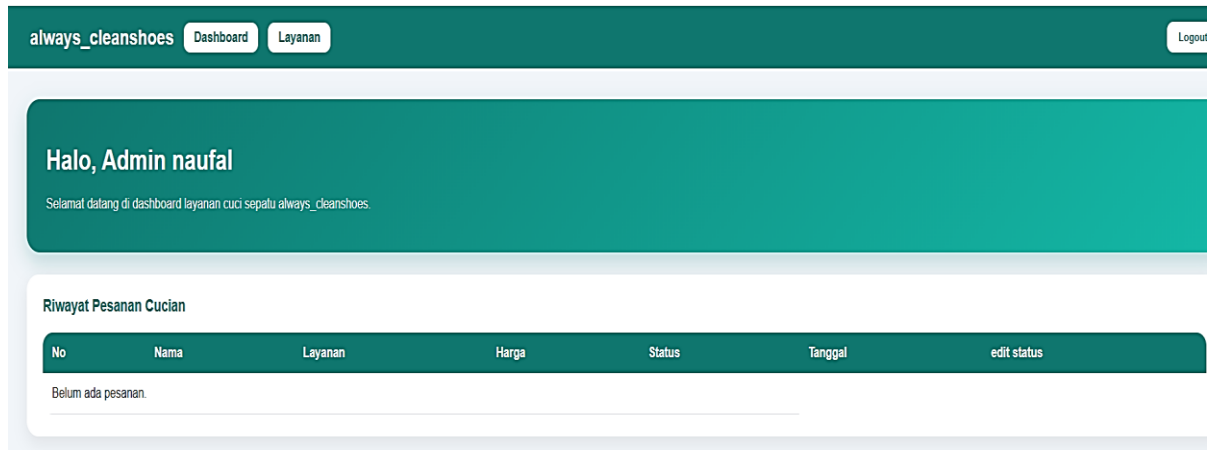 always_cleanshoes Dashboard Layanan Logout
Halo, Admin naufal
Selamat datang di dashboard layanan cuci sepatu always_cleanshoes.
Riwayat Pesanan Cucian
No Nama Layanan Harga Status Tanggal edit status
Belum ada pesanan.